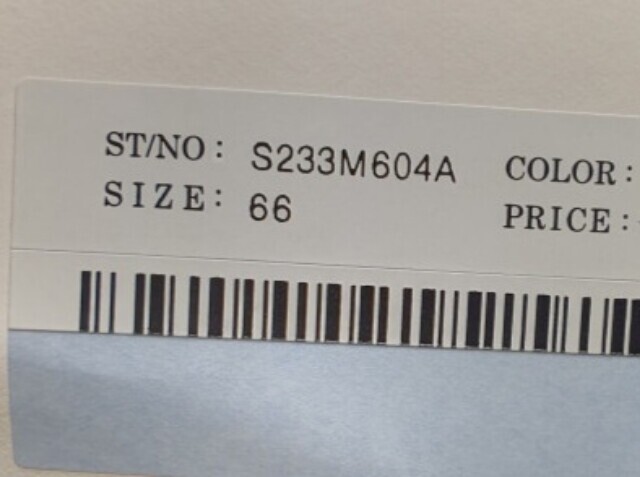 ST/NO : S233M604A COLOR :
SIZE : 66 PRICE :